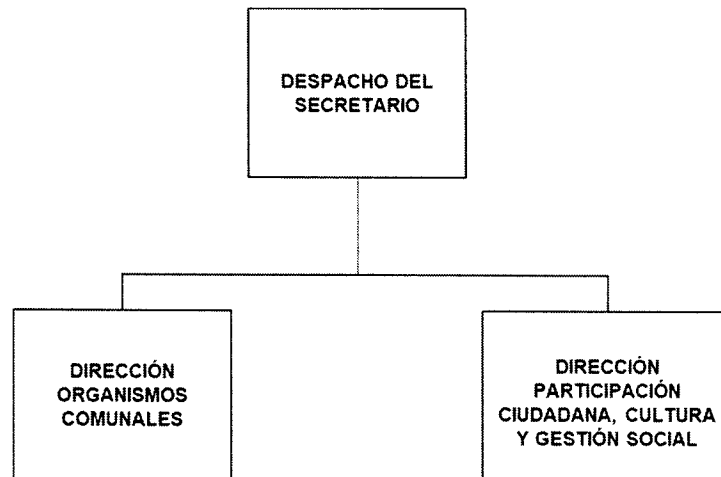 DESPACHO DEL
SECRETARIO
DIRECCIÓN
ORGANISMOS
COMUNALES
DIRECCIÓN
PARTICIPACIÓN
CIUDADANA, CULTURA
Y GESTIÓN SOCIAL